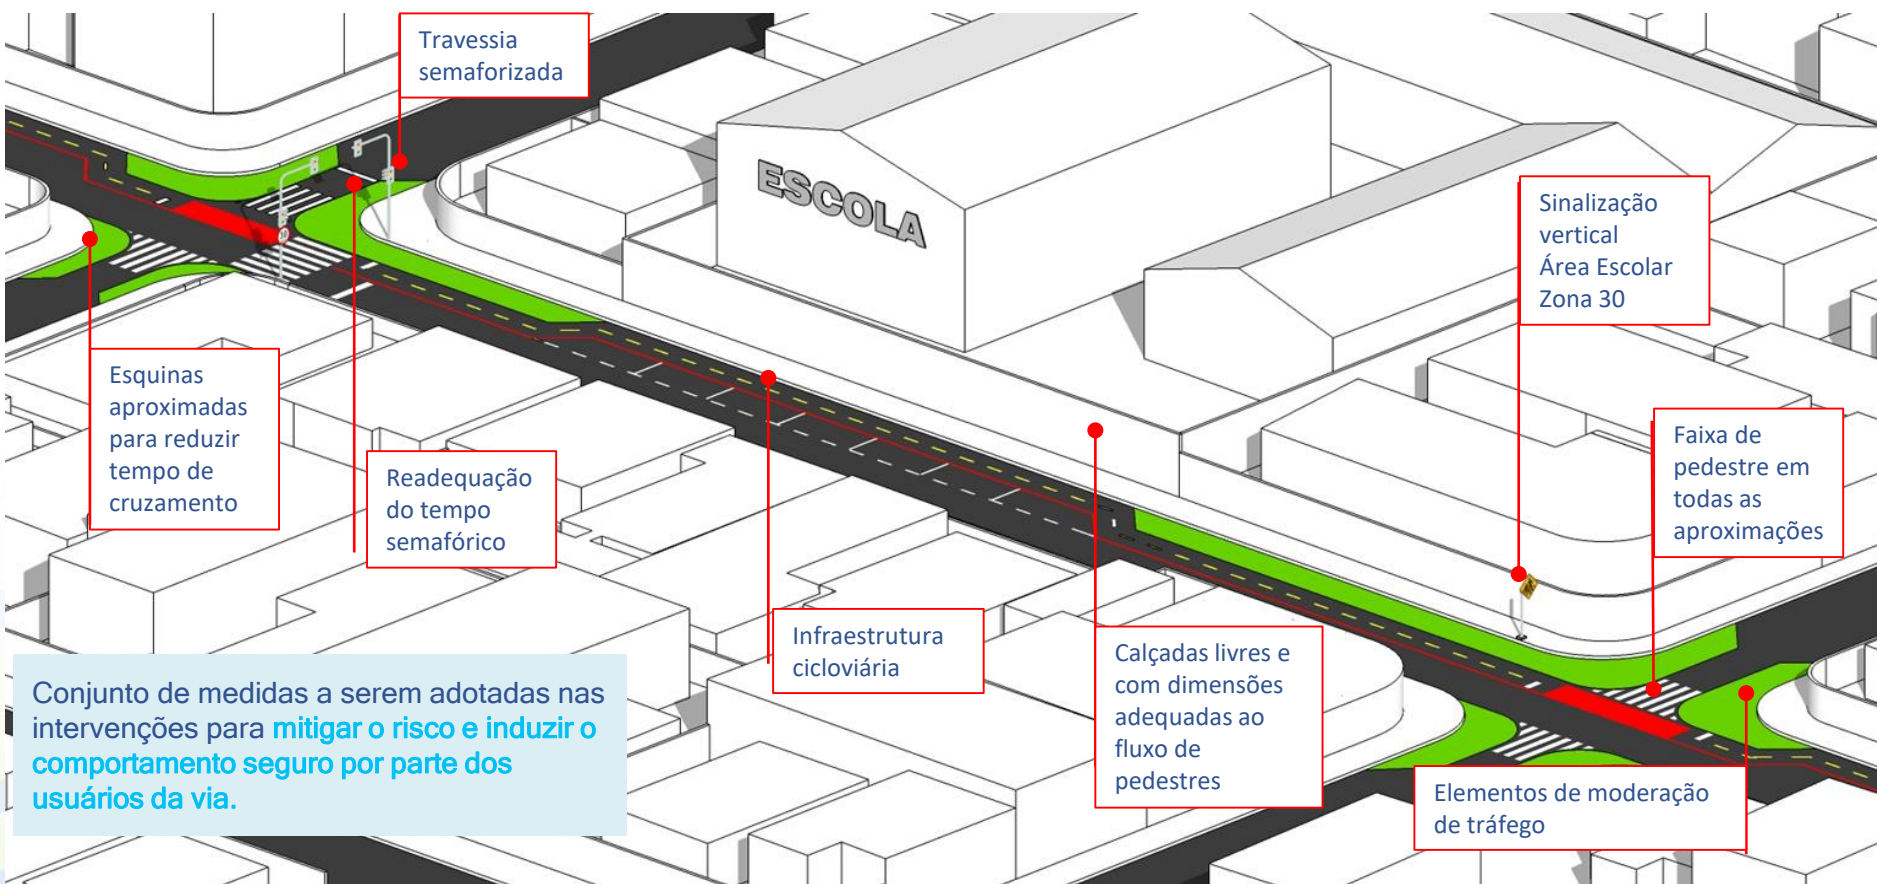 Travessia
semaforizada
ESCOLA
Sinalização
vertical
Área Escolar
Zona 30
Esquinas
aproximadas
para reduzir
tempo de
cruzamento
Readequação
do tempo
semafórico
Faixa de
pedestre em
todas as
aproximações
Infraestrutura
cicloviária
Calçadas livres e
com dimensões
adequadas ao
fluxo de
pedestres
Elementos de moderação
de tráfego
Conjunto de medidas a serem adotadas nas
intervenções para mitigar o risco e induzir o
comportamento seguro por parte dos
usuários da via.
30